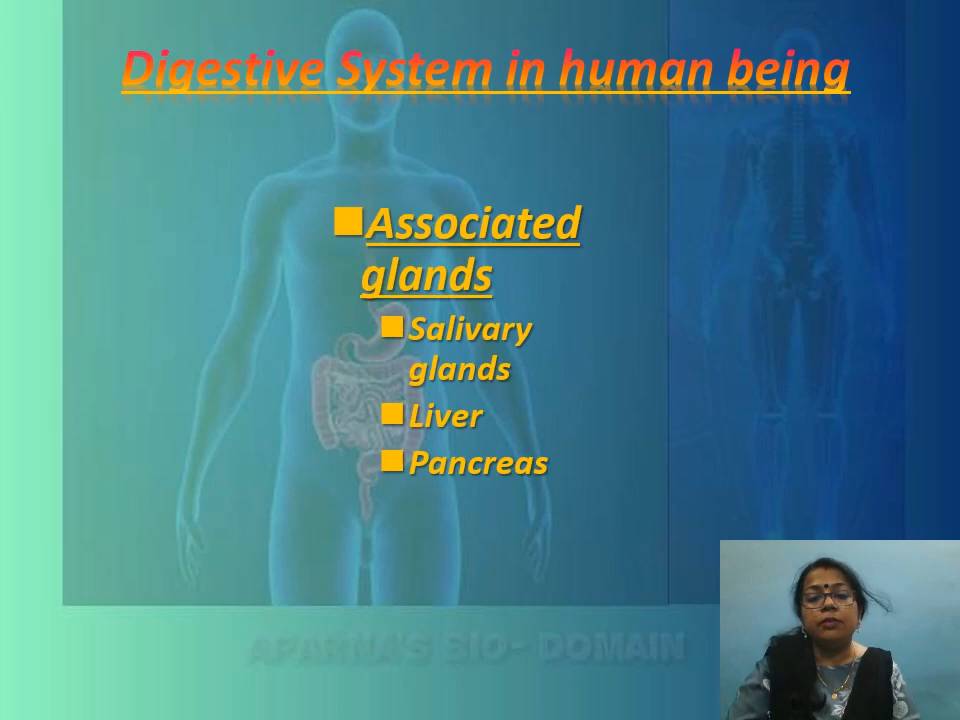 Digestive System in human being
Associated
glands
Salivary
glands
Liver
Pancreas
APARNA'S BIO- DOMAIN